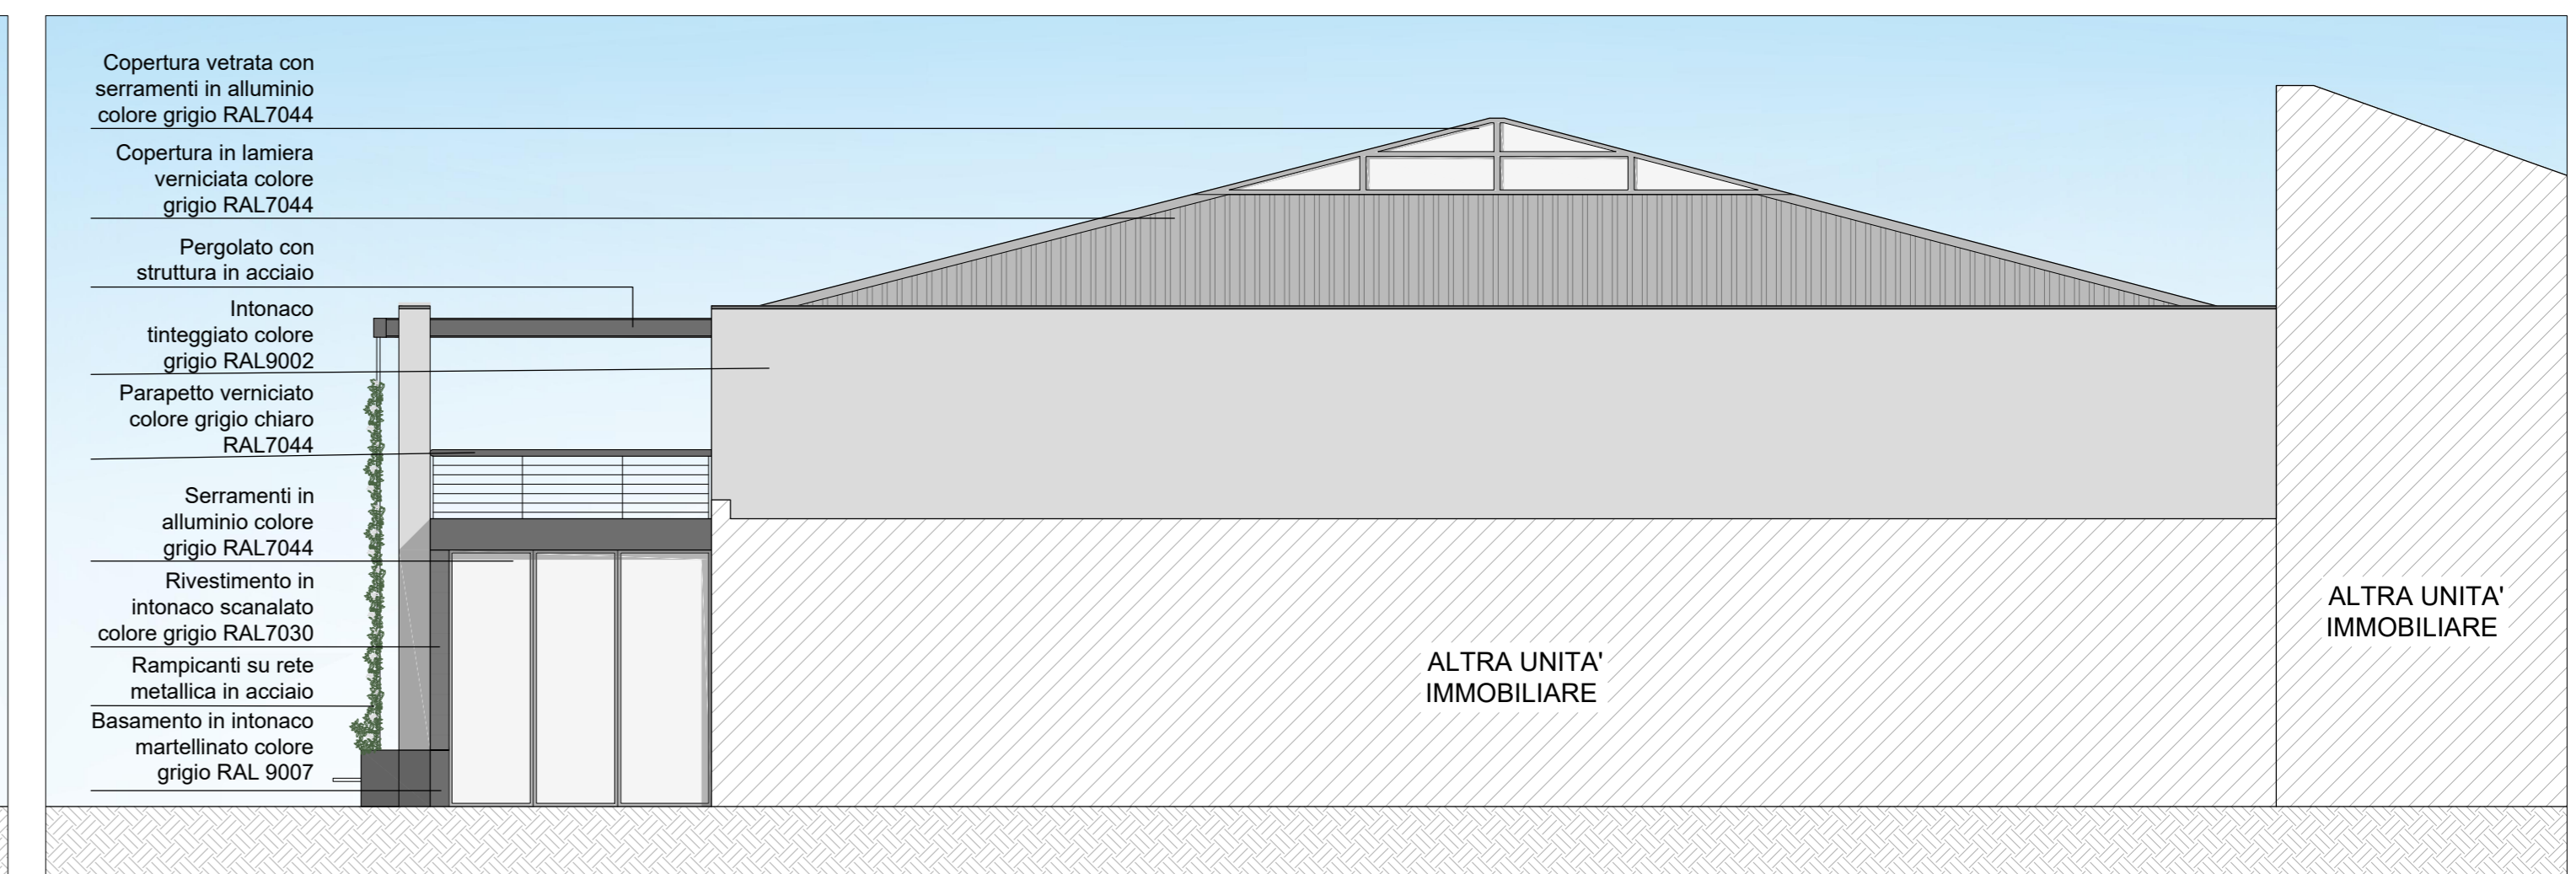 Copertura vetrata con
serramenti in alluminio
colore grigio RAL7044
Copertura in lamiera
verniciata colore
grigio RAL7044
Pergolato con
struttura in acciaio
Intonaco
tinteggiato colore
grigio RAL9002
Parapetto verniciato
colore grigio chiaro
RAL7044
Serramenti in
alluminio colore
grigio RAL7044
Rivestimento in
intonaco scanalato
colore grigio RAL7030
Rampicanti su rete
metallica in acciaio
Basamento in intonaco
martellinato colore
grigio RAL 9007
ALTRA UNITA'
IMMOBILIARE
ALTRA UNITA'
IMMOBILIARE